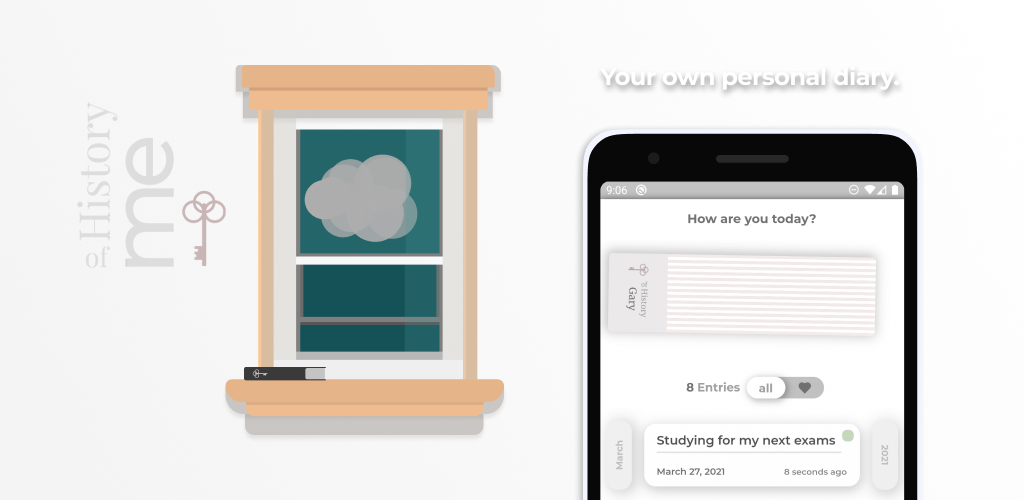 of History
me
Your own personal diary.
9:06
How are you today?
of History
Gary
8 Entries
all
March
Studying for my next exams
March 27, 2021
8 seconds ago
2021